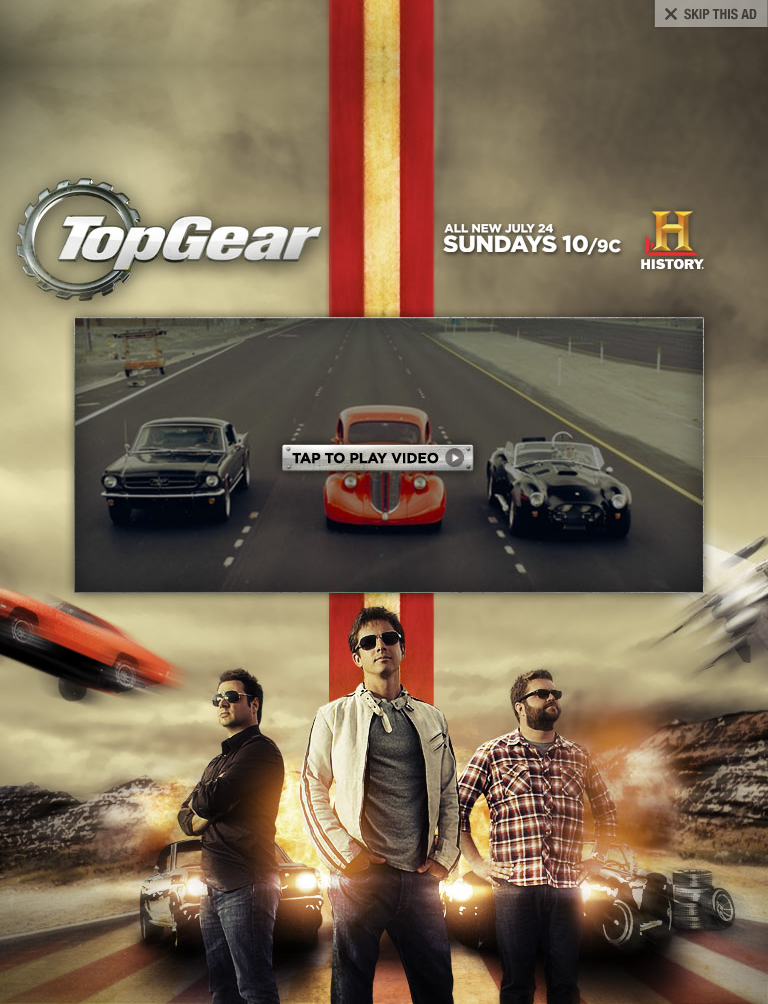 SKIP THIS AD
TopGear
ALL NEW JULY 24
SUNDAYS 10/9C
H
HISTORY.
TAP TO PLAY VIDEO